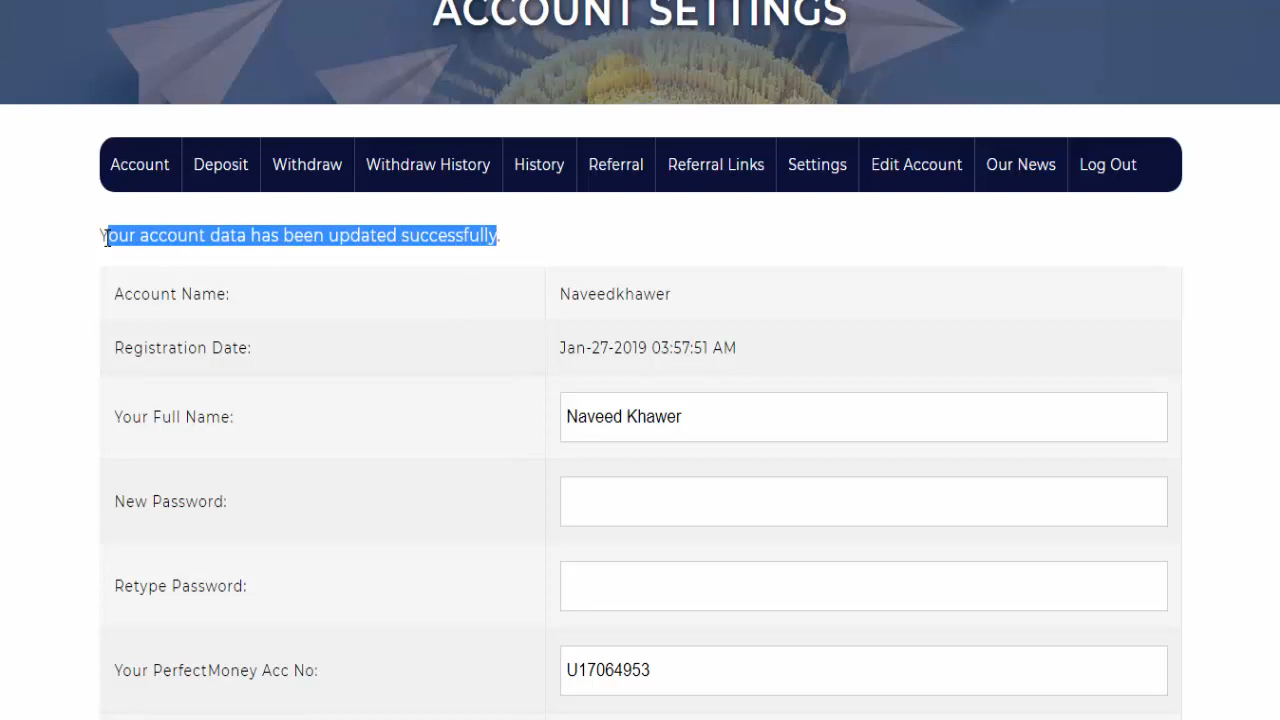 ACCOUNT SETTINGS
Account Deposit Withdraw Withdraw History History Referral Referral Links Settings Edit Account Our News Log Out
Your account data has been updated successfully.
Account Name: Naveedkhawer
Registration Date: Jan-27-2019 03:57:51 AM
Your Full Name: Naveed Khawer
New Password:
Retype Password:
Your PerfectMoney Acc No: U17064953